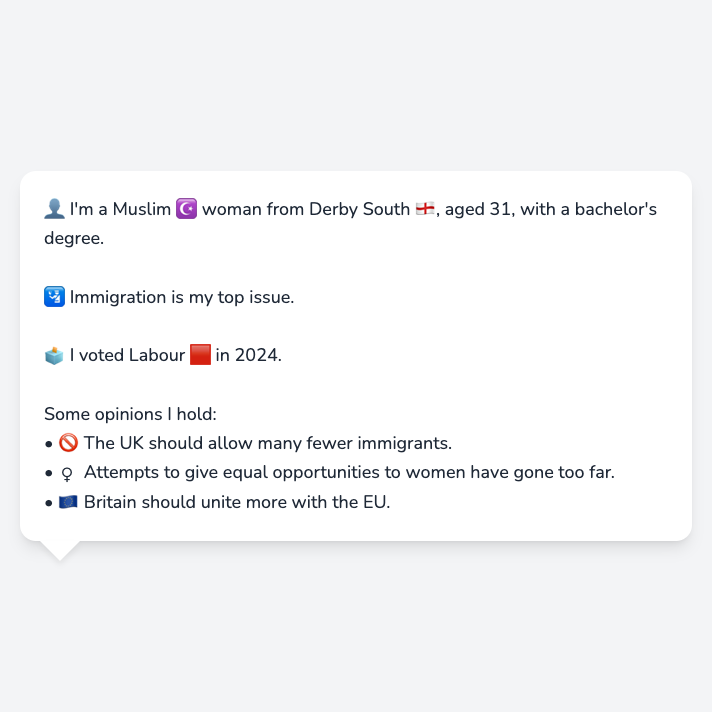 👤 I'm a Muslim ☪️ woman from Derby South 🏴󠁧󠁢󠁥󠁮󠁧󠁿, aged 31, with a bachelor's
degree.
🛂 Immigration is my top issue.
🗳️ I voted Labour 🟥 in 2024.
Some opinions I hold:
• 🚫 The UK should allow many fewer immigrants.
• ♀ Attempts to give equal opportunities to women have gone too far.
• 🇪🇺 Britain should unite more with the EU.